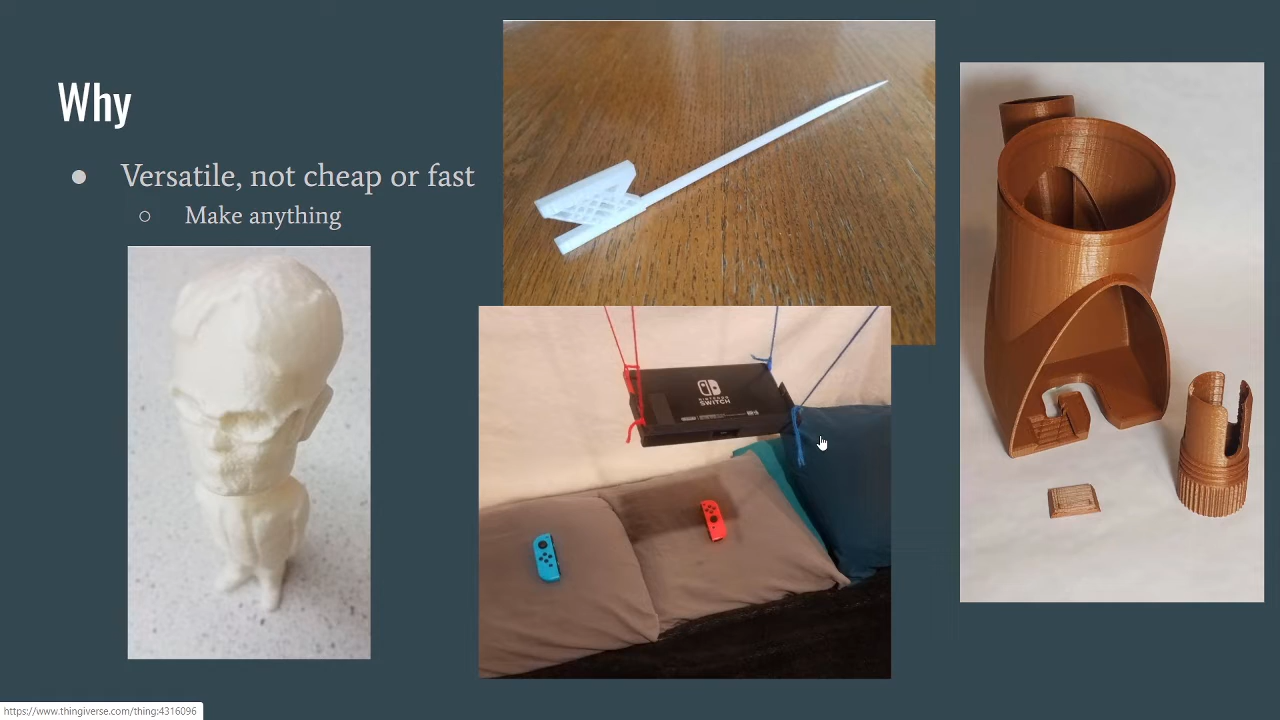 Why
● Versatile, not cheap or fast
○ Make anything
NINTENDO
SWITCH
https://www.thingiverse.com/thing:4316096